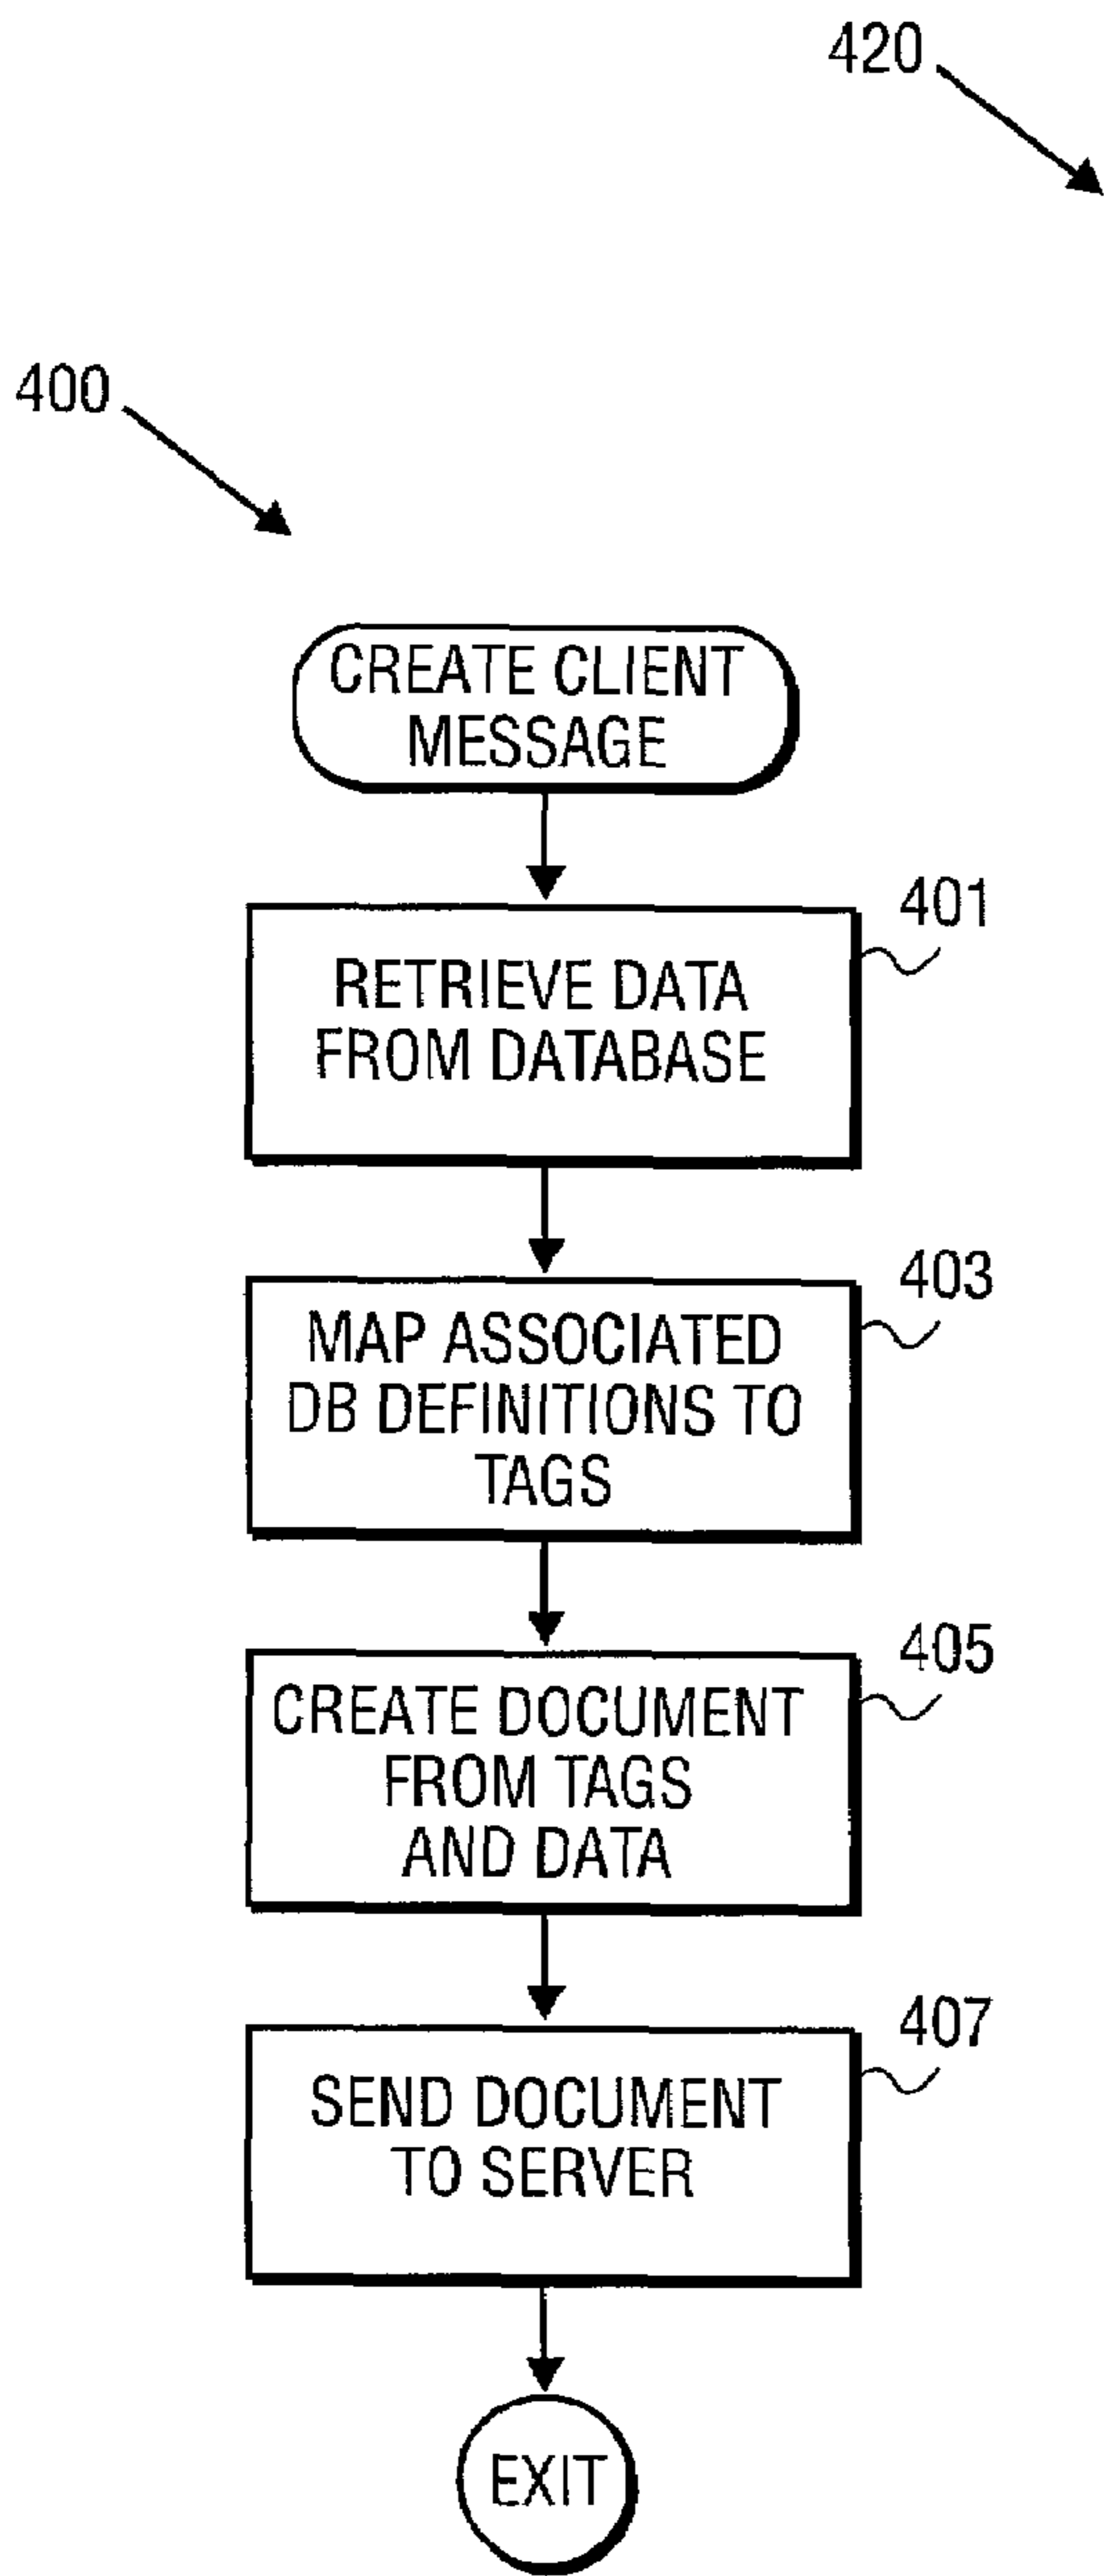 420
400
CREATE CLIENT
MESSAGE
401
RETRIEVE DATA
FROM DATABASE
403
MAP ASSOCIATED
DB DEFINITIONS TO
TAGS
405
CREATE DOCUMENT
FROM TAGS
AND DATA
407
SEND DOCUMENT
TO SERVER
EXIT